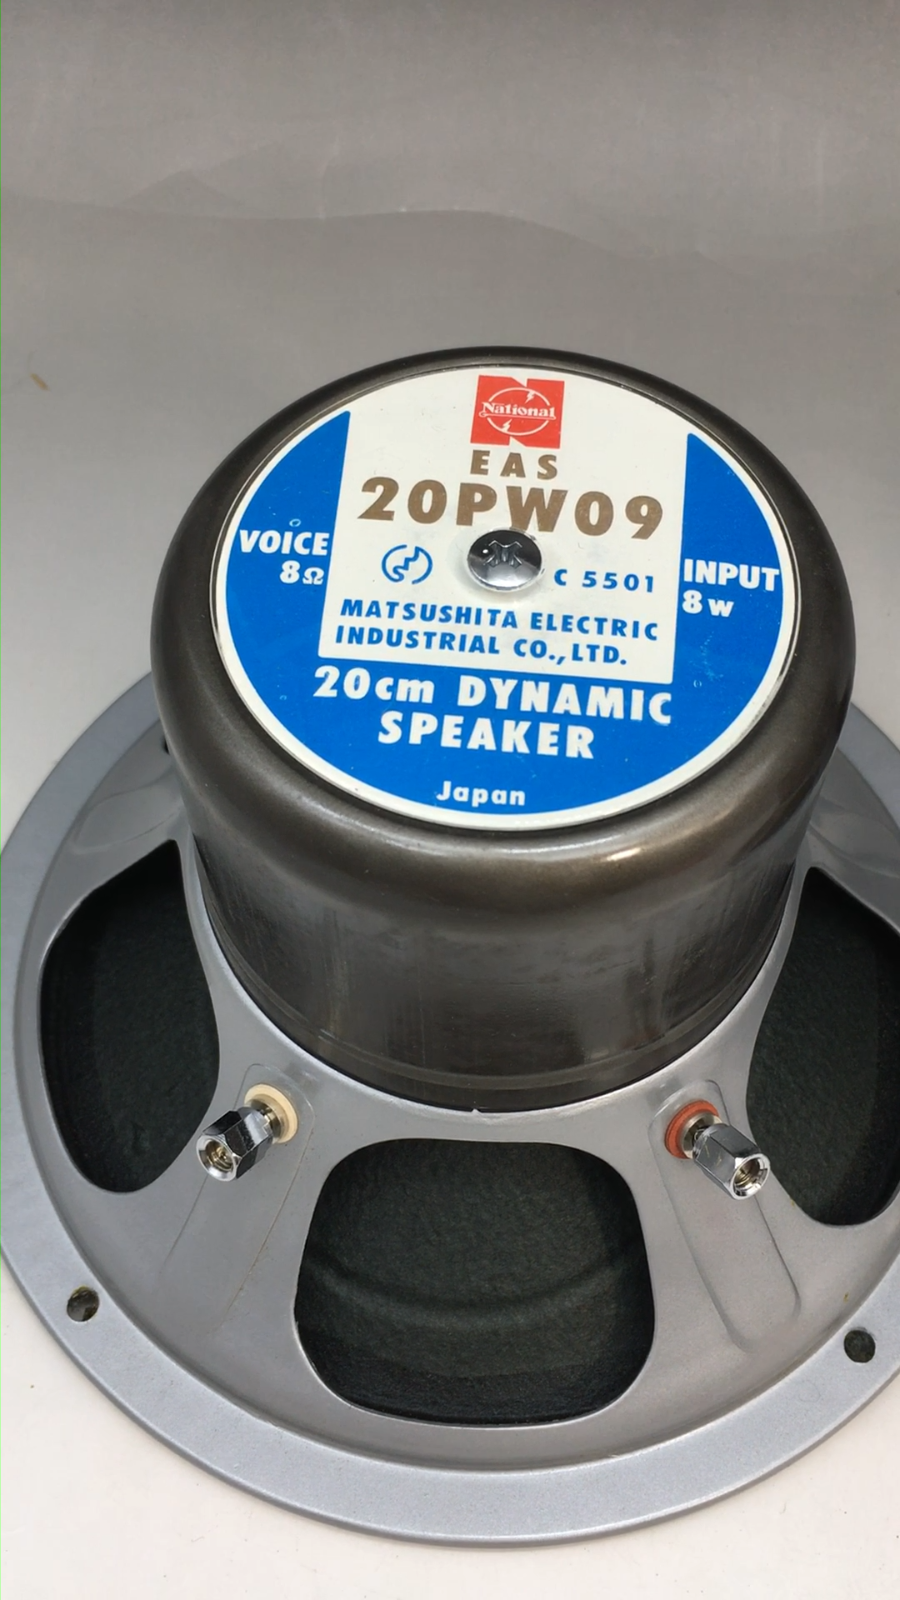 National
EAS
20PW09
VOICE
8Ω
C 5501
INPUT
8w
MATSUSHITA ELECTRIC
INDUSTRIAL CO., LTD.
20cm DYNAMIC
SPEAKER
Japan